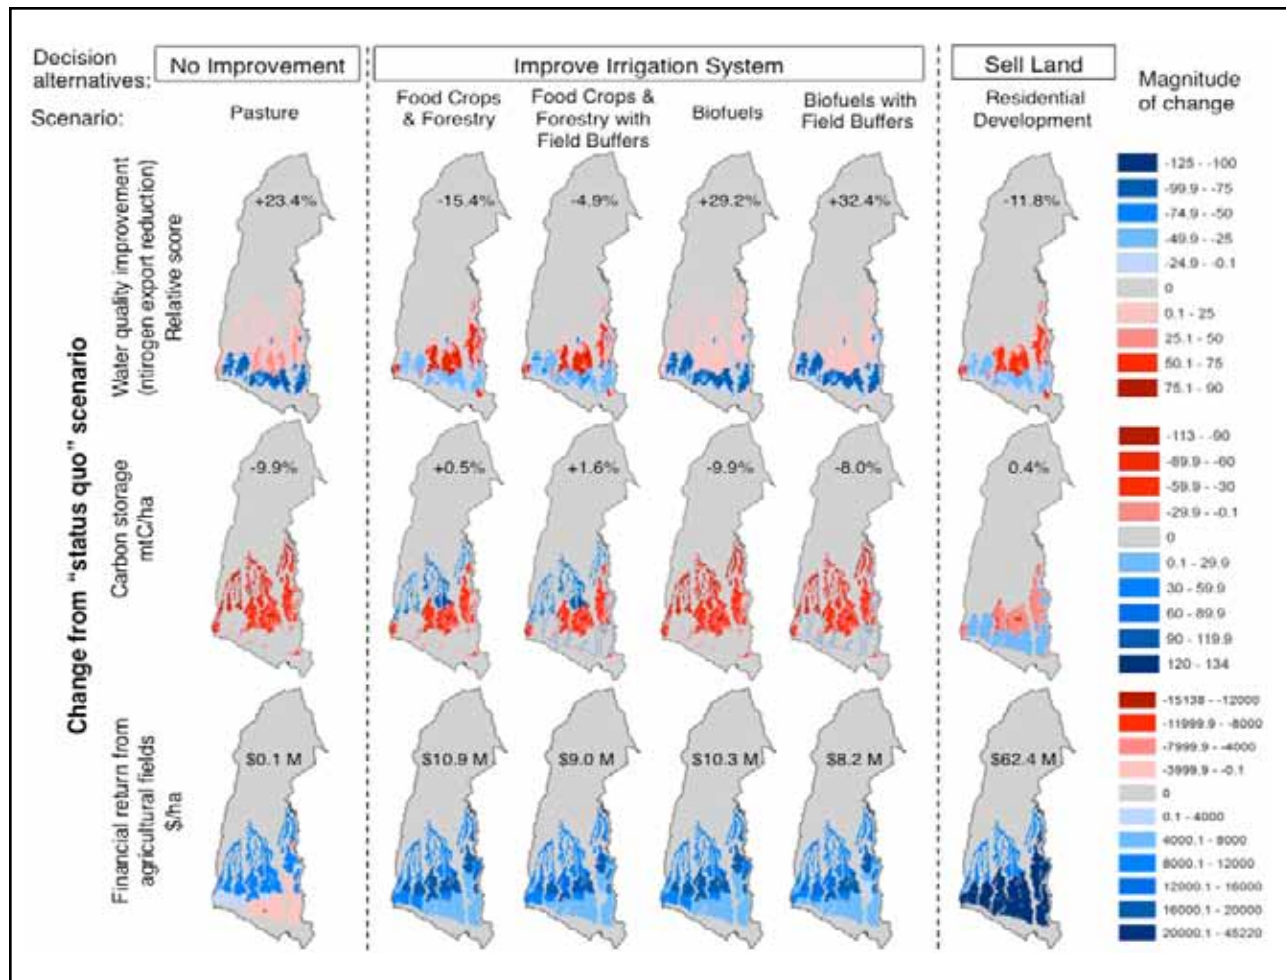 Decision
alternatives:
No Improvement
Improve Irrigation System
Sell Land
Magnitude
of change
Scenario:
Pasture
Food Crops
& Forestry
Food Crops &
Forestry with
Field Buffers
Biofuels
Biofuels with
Field Buffers
Residential
Development
Change from "status quo" scenario
Water quality improvement
(ntirogen export reduction)
Relative score
+23.4%
-15.4%
-4.9%
+29.2%
+32.4%
-11.8%
-125 - -100
-99.9 - -75
-74.9 - -50
-49.9 - -25
-24.9 - -0.1
0
0.1 - 25
25.1 - 50
50.1 - 75
75.1 - 90
Carbon storage
mtC/ha
-9.9%
+0.5%
+1.6%
-9.9%
-8.0%
0.4%
-113 - -90
-89.9 - -60
-59.9 - -30
-29.9 - -0.1
0
0.1 - 29.9
30 - 59.9
60 - 89.9
90 - 119.9
120 - 134
Financial return from
agricultural fields
$/ha
$0.1 M
$10.9 M
$9.0 M
$10.3 M
$8.2 M
$62.4 M
-15138 - -12000
-11999.9 - -8000
-7999.9 - -4000
-3999.9 - -0.1
0
0.1 - 4000
4000.1 - 8000
8000.1 - 12000
12000.1 - 16000
16000.1 - 20000
20000.1 - 45220